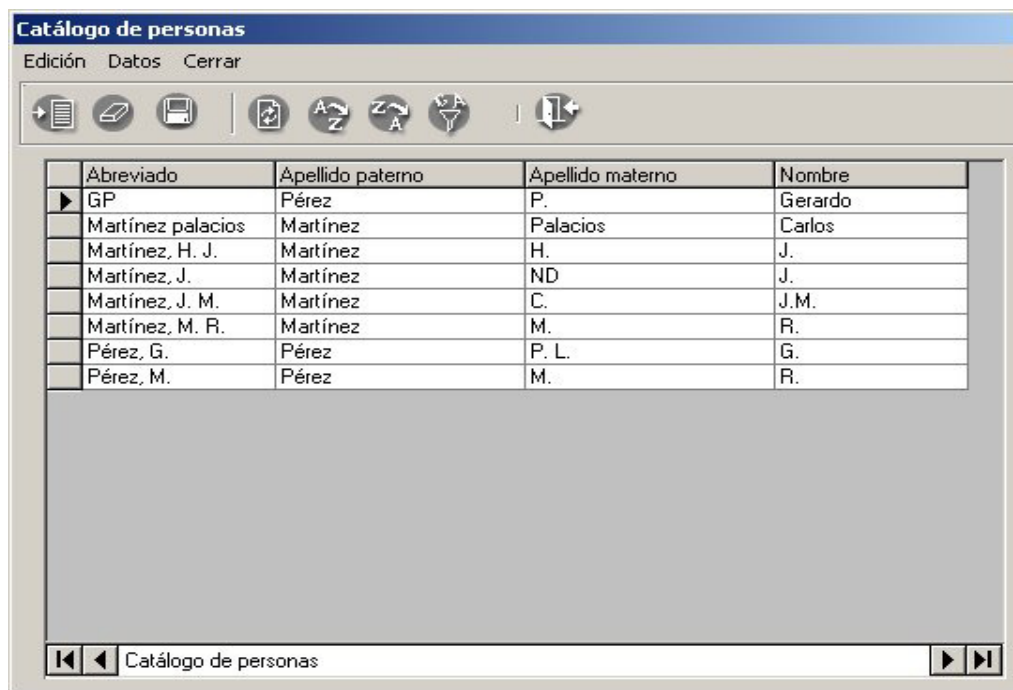 Catálogo de personas
Edición Datos Cerrar
Abreviado Apellido paterno Apellido materno Nombre
GP Pérez P. Gerardo
Martínez palacios Martínez Palacios Carlos
Martínez, H. J. Martínez H. J.
Martínez, J. Martínez ND J.
Martínez, J. M. Martínez C. J.M.
Martínez, M. R. Martínez M. R.
Pérez, G. Pérez P. L. G.
Pérez, M. Pérez M. R.
Catálogo de personas